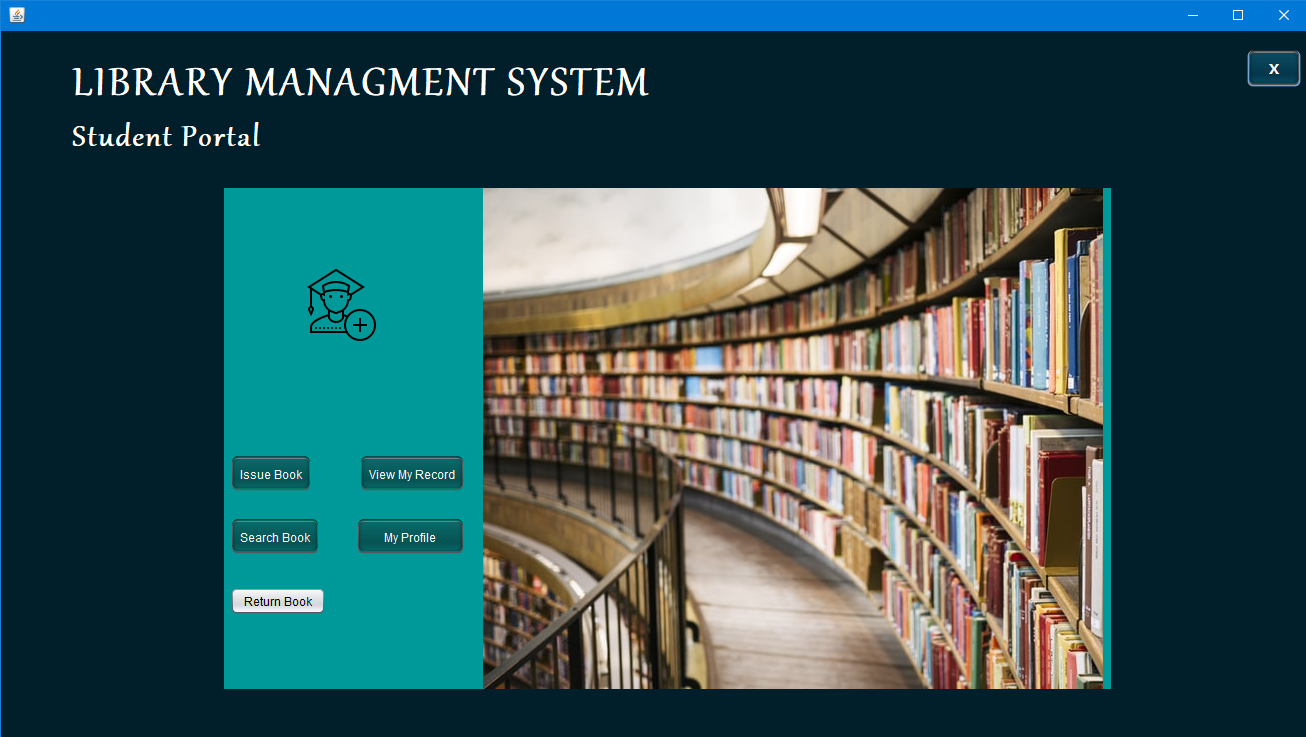 LIBRARY MANAGMENT SYSTEM
X
Student Portal
Issue Book
View My Record
Search Book
My Profile
Return Book